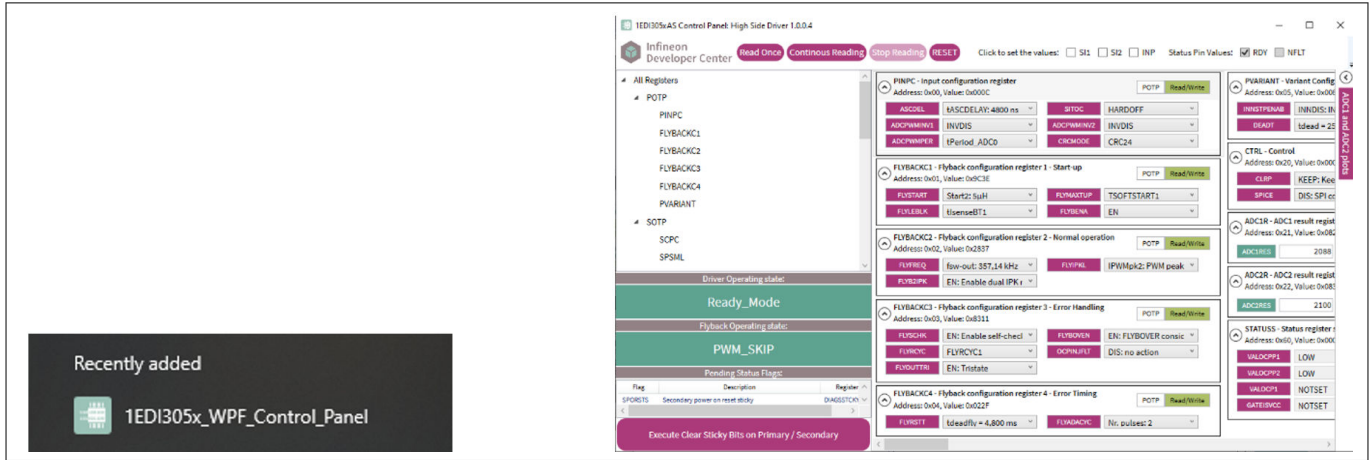 Recently added
1EDI305x_WPF_Control_Panel
1EDI305xAS Control Panel: High Side Driver 1.0.0.4
Infineon
Developer Center
Read Once
Continous Reading
Stop Reading
RESET
Click to set the values:
SI1
SI2
INP
Status Pin Values:
RDY
NFLT
All Registers
POTP
PINPC
FLYBACKC1
FLYBACKC2
FLYBACKC3
FLYBACKC4
PVARIANT
SOTP
SCPC
SPSML
Driver Operating state:
Ready_Mode
Flyback Operating state:
PWM_SKIP
Pending Status Flags:
Flag Description Register
SPORSTS Secondary power on reset sticky DIAGSSTCKY
Execute Clear Sticky Bits on Primary / Secondary
PINPC - Input configuration register
Address: 0x00, Value: 0x000C
POTP Read/Write
ASCDEL tASCDELAY: 4800 ns SITOC HARDOFF
ADCPWMINV1 INVDIS ADCPWMINV2 INVDIS
ADCPWMPER tPeriod_ADC0 CRCMODE CRC24
FLYBACKC1 - Flyback configuration register 1 - Start-up
Address: 0x01, Value: 0x9C3E
POTP Read/Write
FLYSTART Start2: 5µH FLYMAXTUP TSOFTSTART1
FLYLEBLK tlsenseBT1 FLYBENA EN
FLYBACKC2 - Flyback configuration register 2 - Normal operation
Address: 0x02, Value: 0x2837
POTP Read/Write
FLYFREQ fsw-out: 357,14 kHz FLYIPKL IPWMpk2: PWM peak
FLYB2IPK EN: Enable dual IPK
FLYBACKC3 - Flyback configuration register 3 - Error Handling
Address: 0x03, Value: 0x8311
POTP Read/Write
FLYSCHK EN: Enable self-checl FLYBOVEN EN: FLYBOVER consic
FLYRCYC FLYRCYC1 OCPINJFLT DIS: no action
FLYOUTTRI EN: Tristate
FLYBACKC4 - Flyback configuration register 4 - Error Timing
Address: 0x04, Value: 0x022F
POTP Read/Write
FLYRSTT tdeadfly = 4,800 ms FLYADACYC Nr. pulses: 2
PVARIANT - Variant Config
Address: 0x05, Value: 0x00
INNSTPENAB INNDIS: IN
DEADT tdead = 25
CTRL - Control
Address: 0x20, Value: 0x00
CLRP KEEP: Kee
SPICE DIS: SPI cc
ADC1R - ADC1 result regist
Address: 0x21, Value: 0x082
ADC1RES 2088
ADC2R - ADC2 result regist
Address: 0x22, Value: 0x083
ADC2RES 2100
STATUSS - Status register
Address: 0x60, Value: 0x00
VALOCPP1 LOW
VALOCPP2 LOW
VALOCP1 NOTSET
GATEISVCC NOTSET
ADC1 and ADC2 plots